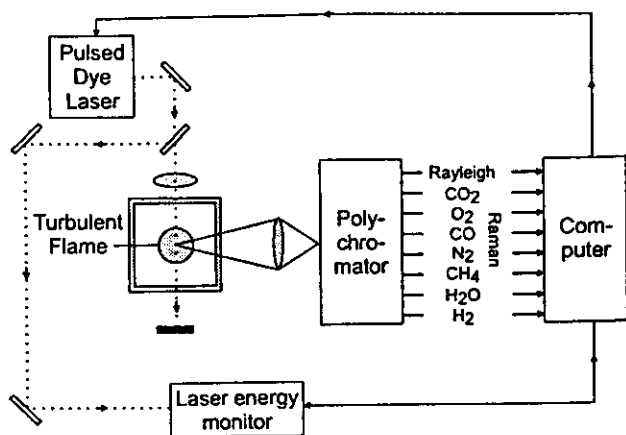 Pulsed
Dye
Laser
Turbulent
Flame
Poly-
chro-
mator
Rayleigh
CO₂
O₂
CO
N₂
CH₄
H₂O
H₂
Raman
Com-
puter
Laser energy
monitor